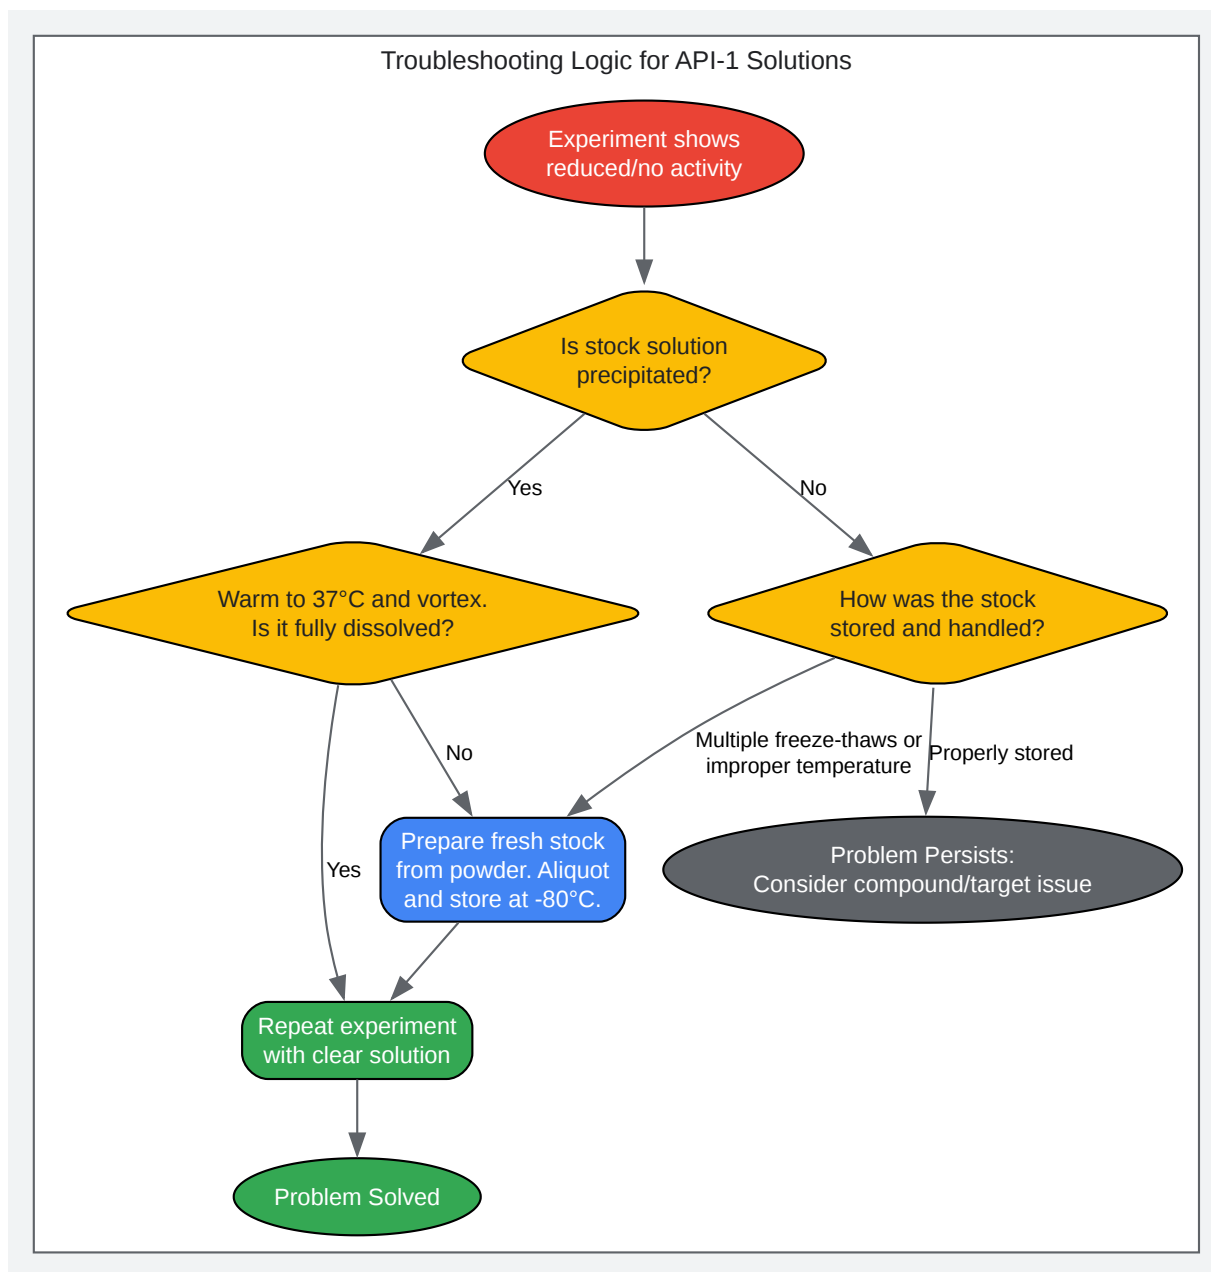 Troubleshooting Logic for API-1 Solutions
Experiment shows
reduced/no activity
Is stock solution
precipitated?
Yes
No
Warm to 37°C and vortex.
Is it fully dissolved?
How was the stock
stored and handled?
No
Multiple freeze-thaws or
improper temperature
Properly stored
Yes
Prepare fresh stock
from powder. Aliquot
and store at -80°C.
Problem Persists:
Consider compound/target issue
Repeat experiment
with clear solution
Problem Solved